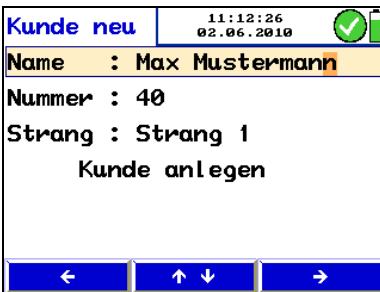 Kunde neu
11:12:26
02.06.2010
Name : Max Mustermann
Nummer : 40
Strang : Strang 1
Kunde anlegen
← ↑ ↓ →